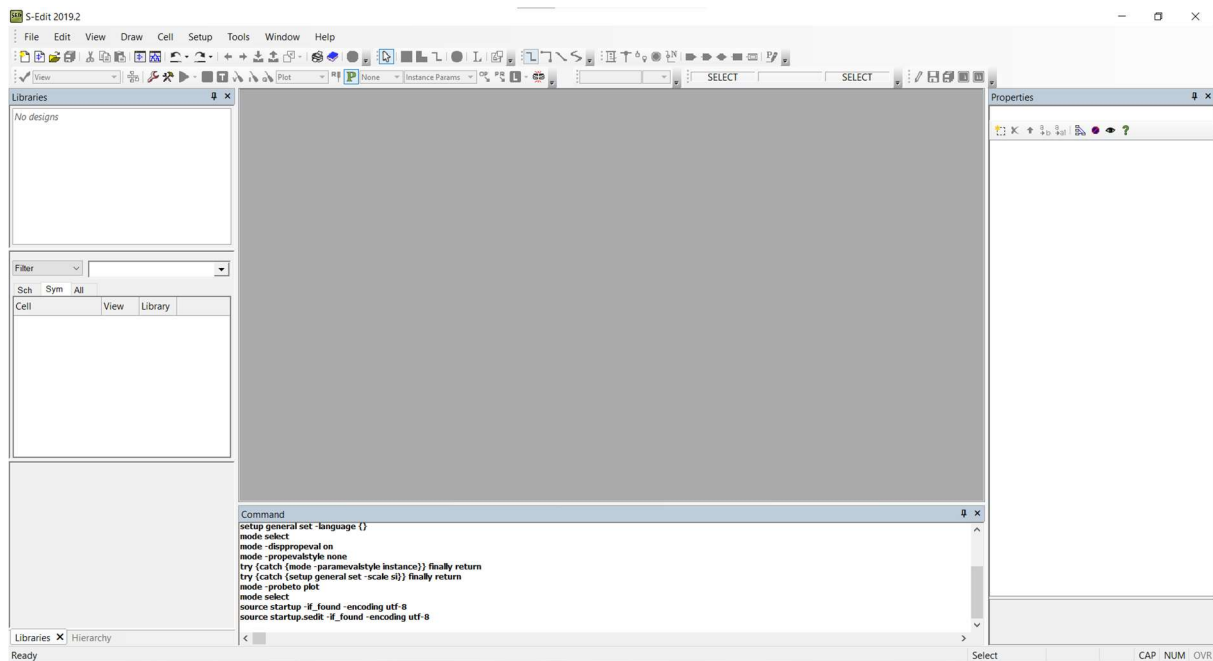 S-Edit 2019.2
File Edit View Draw Cell Setup Tools Window Help
View Plot None Instance Params SELECT SELECT
Libraries
No designs
Filter
Sch Sym All
Cell View Library
Libraries Hierarchy
Command
setup general set -language {}
mode select
mode -disppropeval on
mode -propevalstyle none
try {catch {mode -paramevalstyle instance}} finally return
try {catch {setup general set -scale si}} finally return
mode -probeto plot
mode select
source startup -if_found -encoding utf-8
source startup.sedit -if_found -encoding utf-8
Properties
Ready Select CAP NUM OVR